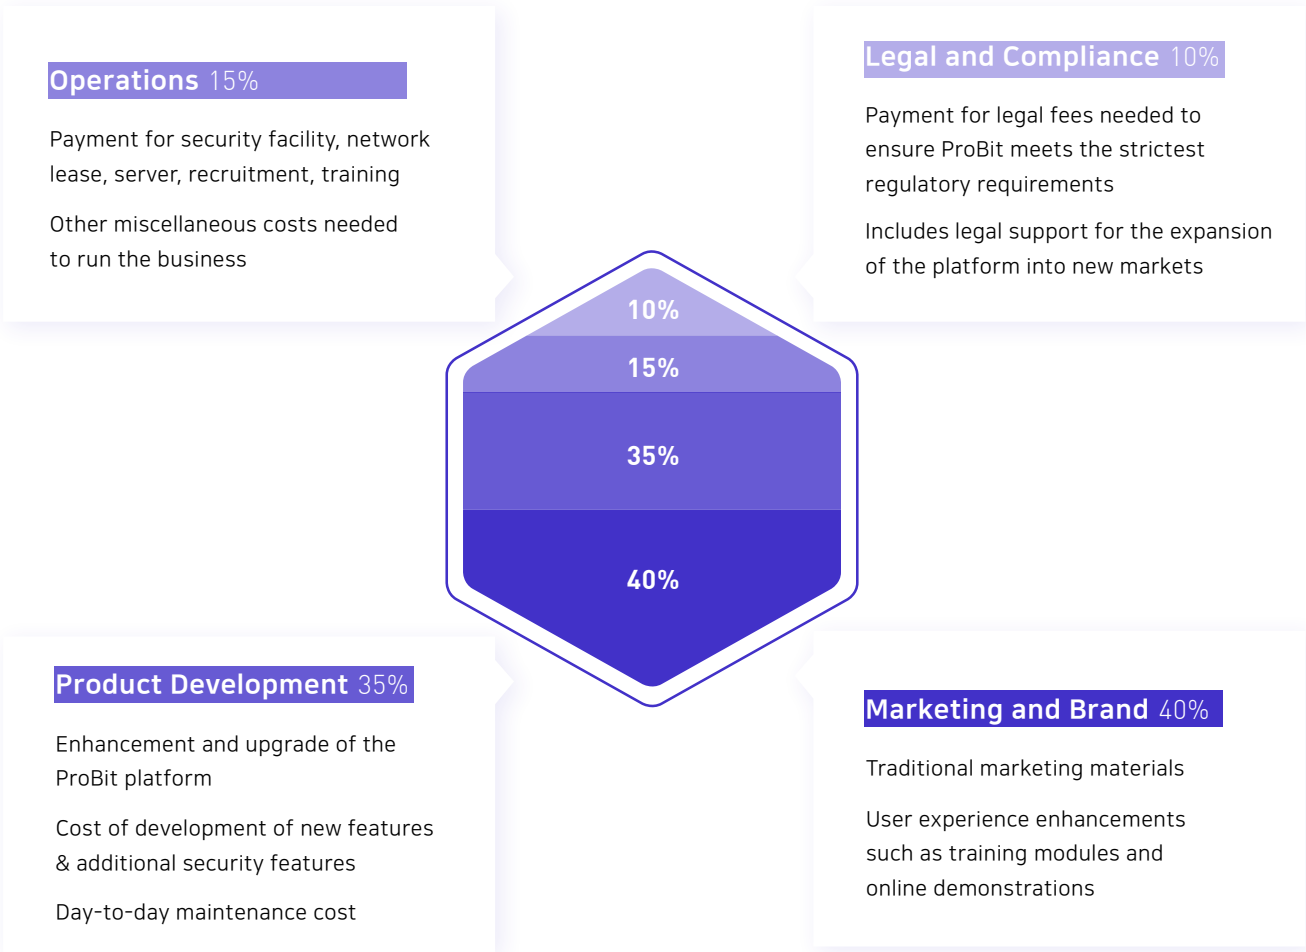 Operations 15%
Payment for security facility, network
lease, server, recruitment, training
Other miscellaneous costs needed
to run the business
Legal and Compliance 10%
Payment for legal fees needed to
ensure ProBit meets the strictest
regulatory requirements
Includes legal support for the expansion
of the platform into new markets
10%
15%
35%
40%
Product Development 35%
Enhancement and upgrade of the
ProBit platform
Cost of development of new features
& additional security features
Day-to-day maintenance cost
Marketing and Brand 40%
Traditional marketing materials
User experience enhancements
such as training modules and
online demonstrations